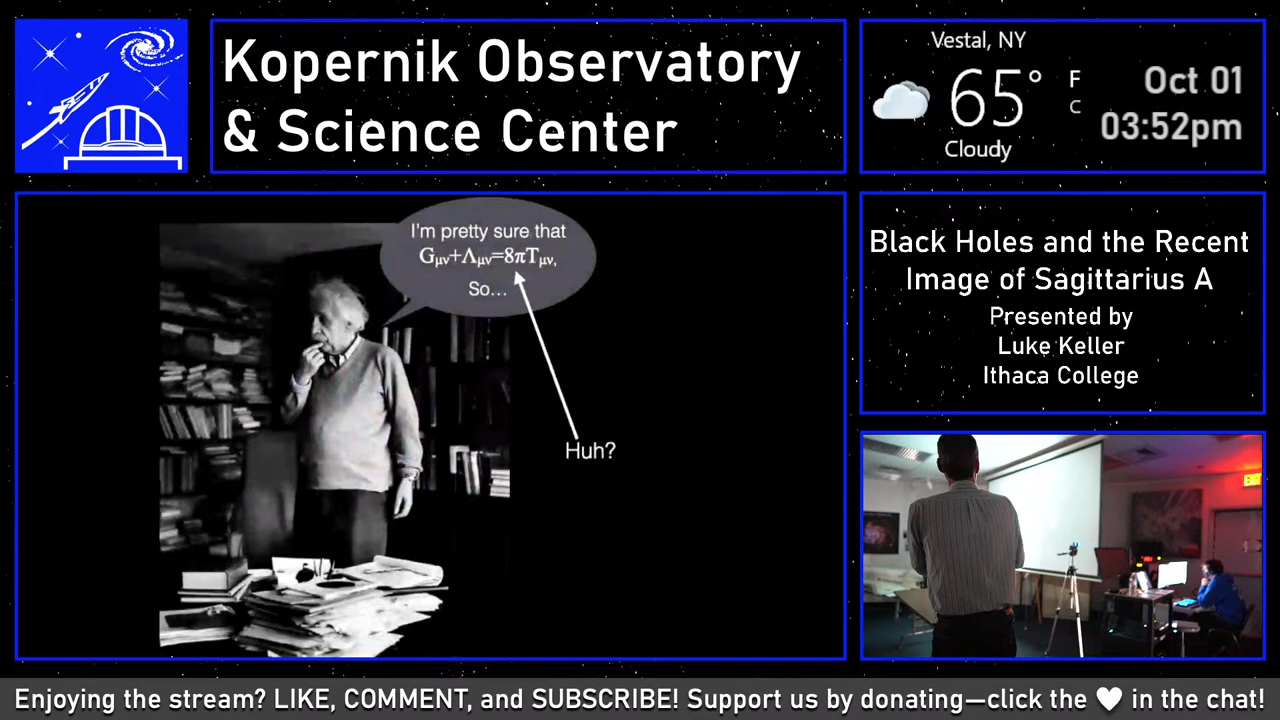 Kopernik Observatory
& Science Center
Vestal, NY
65° F
C
Cloudy
Oct 01
03:52pm
I'm pretty sure that
Gμν+Λμν=8πTμν,
So...
Huh?
Black Holes and the Recent
Image of Sagittarius A
Presented by
Luke Keller
Ithaca College
Enjoying the stream? LIKE, COMMENT, and SUBSCRIBE! Support us by donating—click the ♥ in the chat!